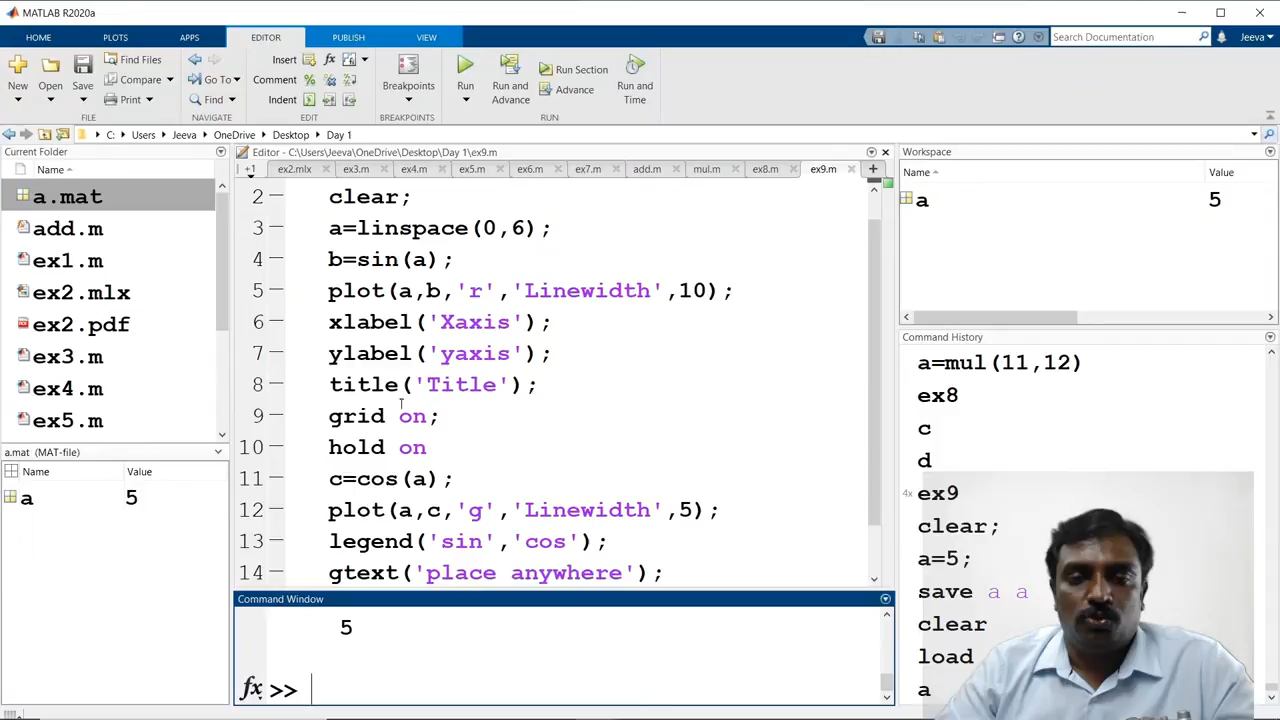 MATLAB R2020a
HOME PLOTS APPS EDITOR PUBLISH VIEW Search Documentation Jeeva
New Open Save Find Files Compare Print Go To Find Insert Comment Indent Breakpoints Run Run and Advance Run Section Advance Run and Time
FILE NAVIGATE EDIT BREAKPOINTS RUN
C: Users Jeeva OneDrive Desktop Day 1
Current Folder
Name
a.mat
add.m
ex1.m
ex2.mlx
ex2.pdf
ex3.m
ex4.m
ex5.m
a.mat (MAT-file)
Name Value
a 5
Editor - C:\Users\Jeeva\OneDrive\Desktop\Day 1\ex9.m
+1 ex2.mlx ex3.m ex4.m ex5.m ex6.m ex7.m add.m mul.m ex8.m ex9.m
2 clear;
3 a=linspace(0,6);
4 b=sin(a);
5 plot(a,b,'r','Linewidth',10);
6 xlabel('Xaxis');
7 ylabel('yaxis');
8 title('Title');
9 grid on;
10 hold on
11 c=cos(a);
12 plot(a,c,'g','Linewidth',5);
13 legend('sin','cos');
14 gtext('place anywhere');
Command Window
5
fx >>
Workspace
Name Value
a 5
Command History
a=mul(11,12)
ex8
c
d
4x ex9
clear;
a=5;
save a a
clear
load
a